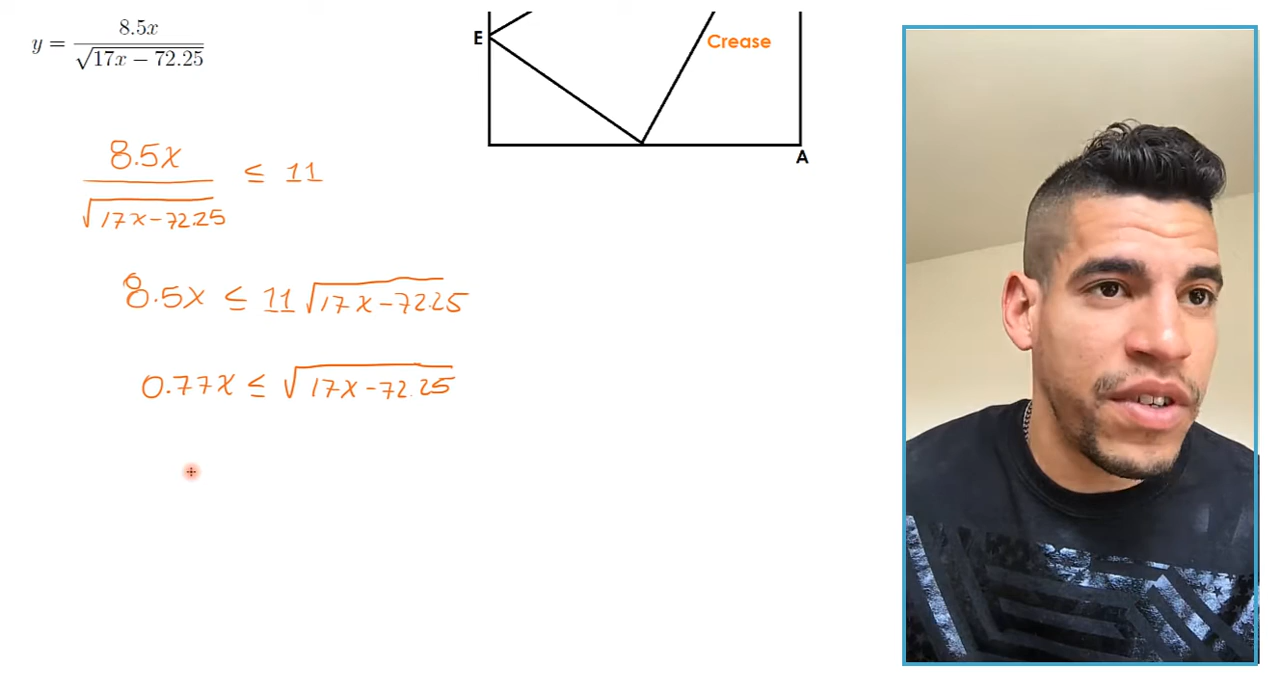 y = 8.5x / √(17x − 72.25)
E
Crease
A
8.5x / √(17x−72.25) ≤ 11
8.5x ≤ 11 √(17x−72.25)
0.77x ≤ √(17x−72.25)